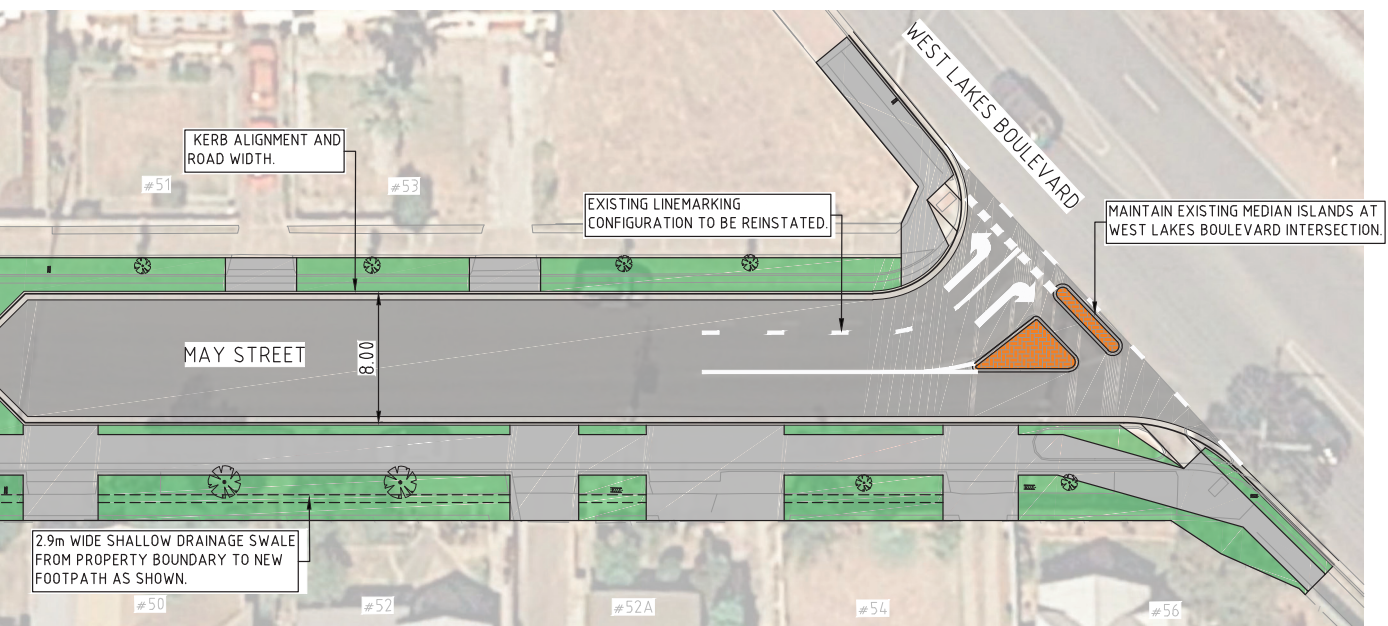 WEST LAKES BOULEVARD
KERB ALIGNMENT AND
ROAD WIDTH.
#51
#53
EXISTING LINEMARKING
CONFIGURATION TO BE REINSTATED.
MAINTAIN EXISTING MEDIAN ISLANDS AT
WEST LAKES BOULEVARD INTERSECTION.
MAY STREET
8.00
2.9m WIDE SHALLOW DRAINAGE SWALE
FROM PROPERTY BOUNDARY TO NEW
FOOTPATH AS SHOWN.
#50
#52
#52A
#54
#56